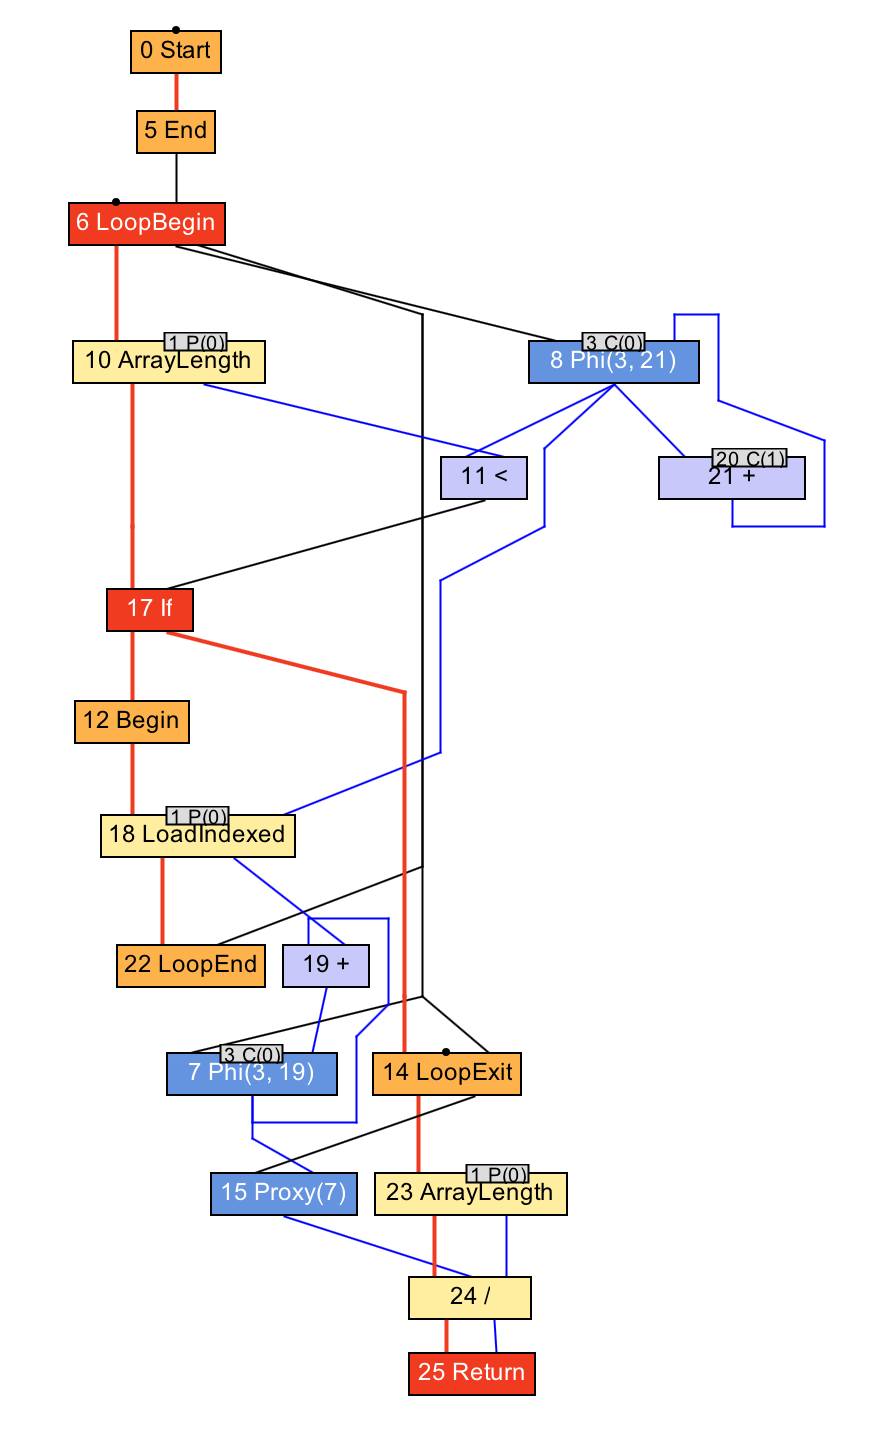 0 Start
5 End
6 LoopBegin
1 P(0)
10 ArrayLength
3 C(0)
8 Phi(3, 21)
11 <
20 C(1)
21 +
17 If
12 Begin
1 P(0)
18 LoadIndexed
22 LoopEnd
19 +
3 C(0)
7 Phi(3, 19)
14 LoopExit
15 Proxy(7)
1 P(0)
23 ArrayLength
24 /
25 Return